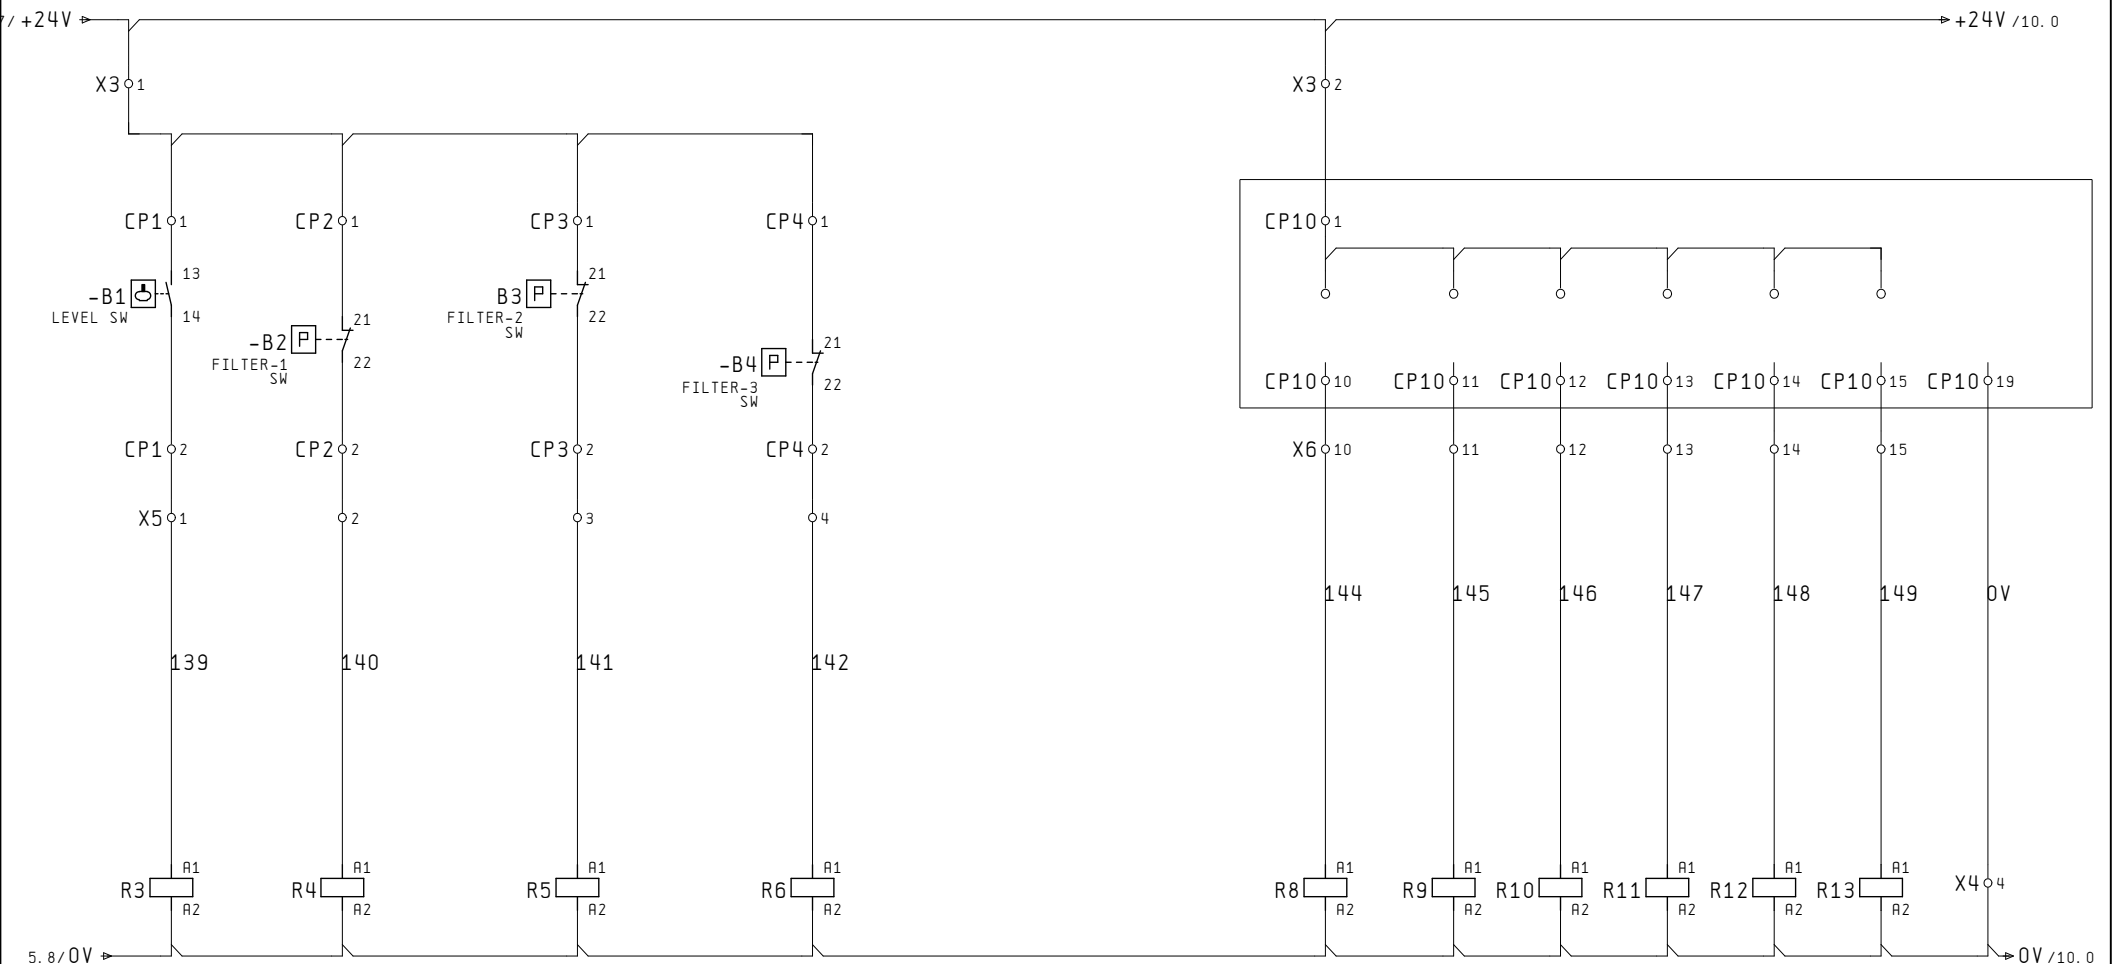 7/ +24V
+24V /10.0
X3 1
X3 2
CP1 1
CP2 1
CP3 1
CP4 1
CP10 1
13
-B1
LEVEL SW
14
21
-B2 P
FILTER-1
SW
22
21
B3 P
FILTER-2
SW
22
21
-B4 P
FILTER-3
SW
22
CP10 10
CP10 11
CP10 12
CP10 13
CP10 14
CP10 15
CP10 19
CP1 2
CP2 2
CP3 2
CP4 2
X6 10
11
12
13
14
15
X5 1
2
3
4
144
145
146
147
148
149
0V
139
140
141
142
R3 A1 A2
R4 A1 A2
R5 A1 A2
R6 A1 A2
R8 A1 A2
R9 A1 A2
R10 A1 A2
R11 A1 A2
R12 A1 A2
R13 A1 A2
X4 4
5.8/0V
0V /10.0